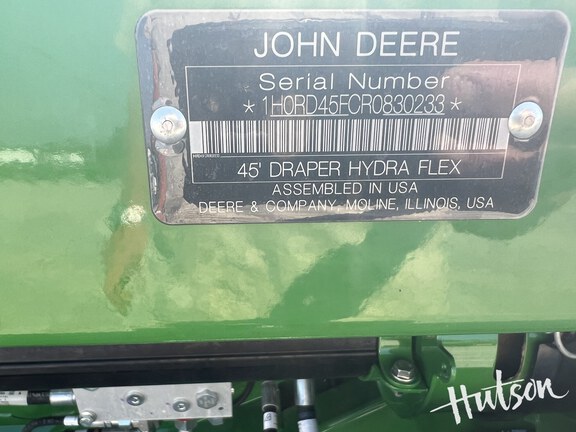 JOHN DEERE
Serial Number
* 1H0RD45FCR0830233 *
45' DRAPER HYDRA FLEX
ASSEMBLED IN USA
DEERE & COMPANY, MOLINE, ILLINOIS, USA
Hutson